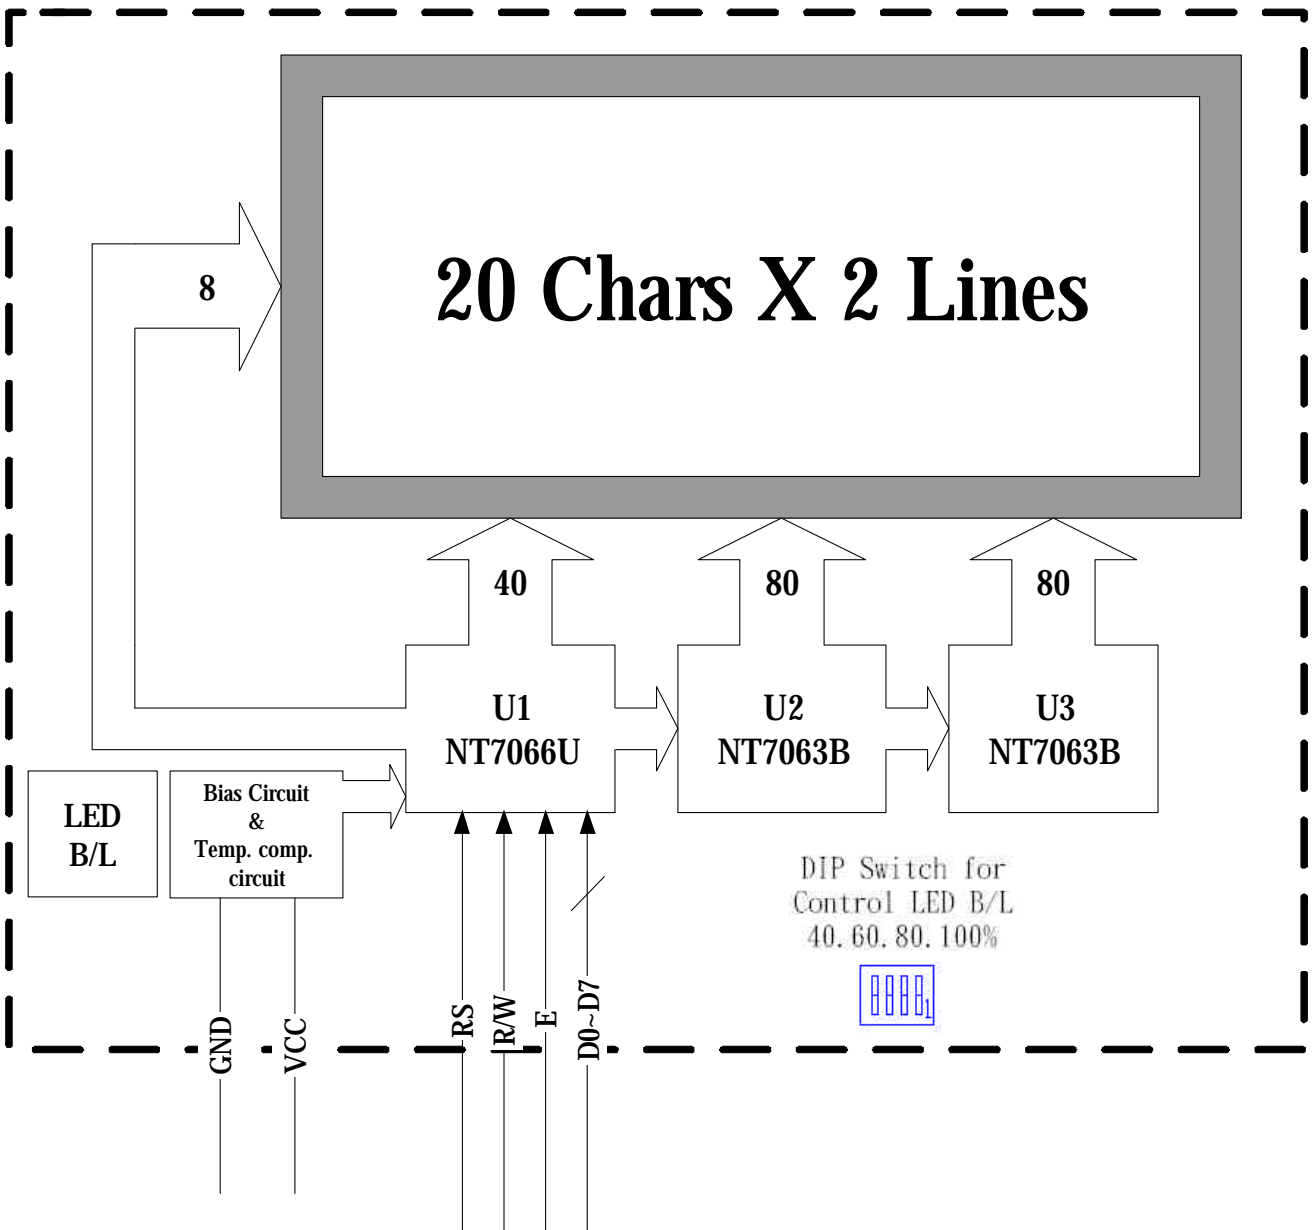 20 Chars X 2 Lines
8
40
80
80
U1
NT7066U
U2
NT7063B
U3
NT7063B
LED
B/L
Bias Circuit
&
Temp. comp.
circuit
DIP Switch for
Control LED B/L
40.60.80.100%
1
GND
VCC
RS
R/W
E
D0~D7